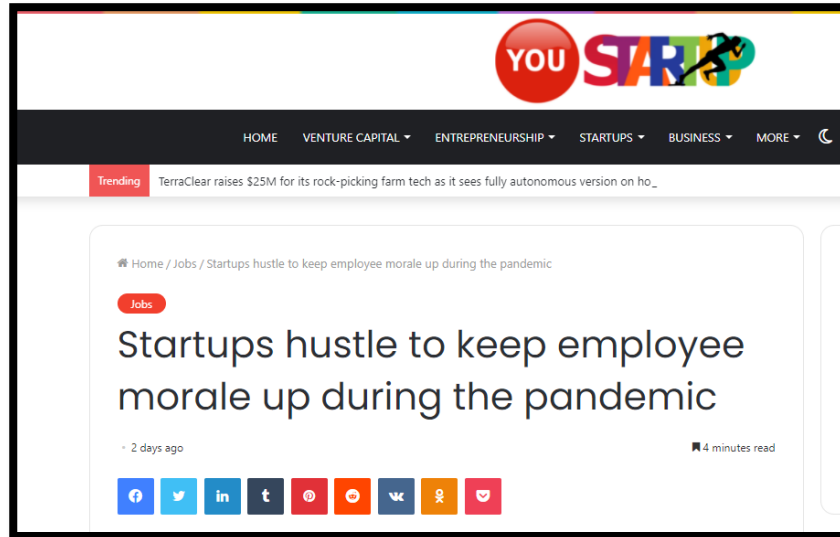 YOU STARTUP
HOME VENTURE CAPITAL ENTREPRENEURSHIP STARTUPS BUSINESS MORE
Trending TerraClear raises $25M for its rock-picking farm tech as it sees fully autonomous version on ho_
Home / Jobs / Startups hustle to keep employee morale up during the pandemic
Jobs
Startups hustle to keep employee
morale up during the pandemic
2 days ago 4 minutes read